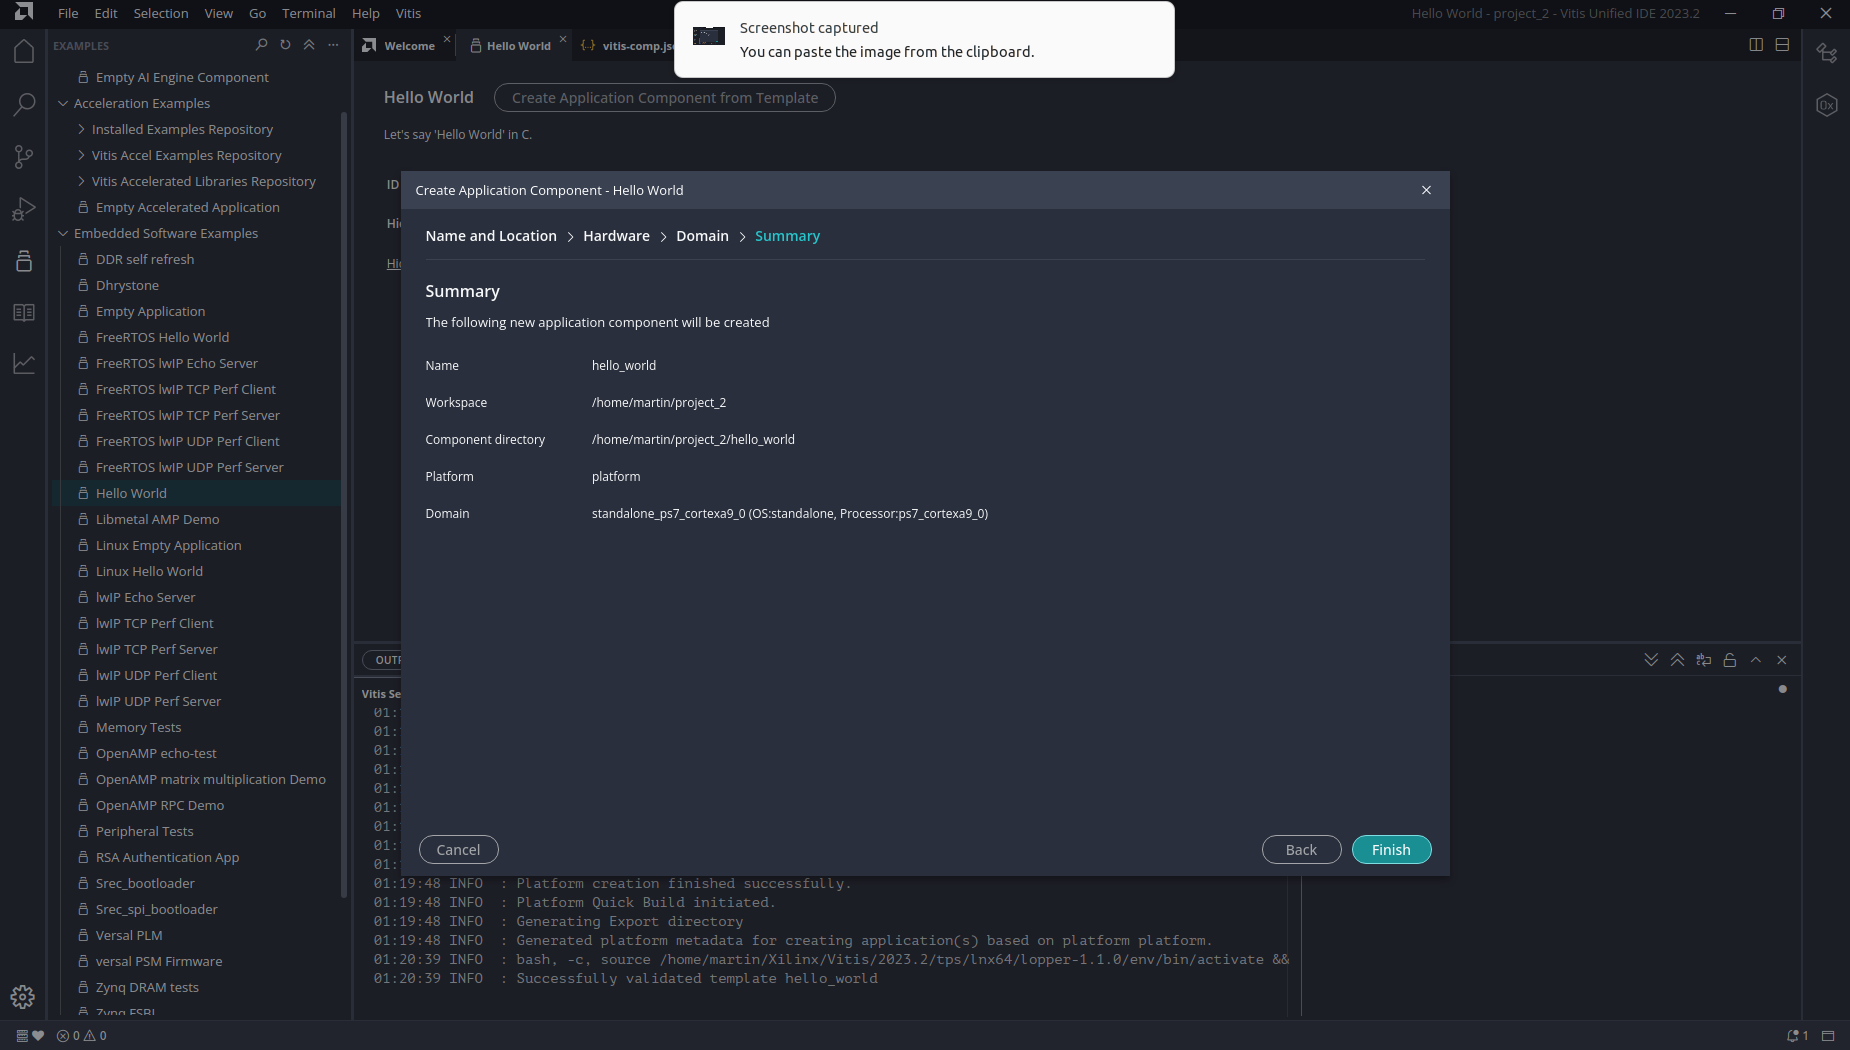 File Edit Selection View Go Terminal Help Vitis
Hello World - project_2 - Vitis Unified IDE 2023.2
Screenshot captured
You can paste the image from the clipboard.
EXAMPLES
Empty AI Engine Component
Acceleration Examples
Installed Examples Repository
Vitis Accel Examples Repository
Vitis Accelerated Libraries Repository
Empty Accelerated Application
Embedded Software Examples
DDR self refresh
Dhrystone
Empty Application
FreeRTOS Hello World
FreeRTOS lwIP Echo Server
FreeRTOS lwIP TCP Perf Client
FreeRTOS lwIP TCP Perf Server
FreeRTOS lwIP UDP Perf Client
FreeRTOS lwIP UDP Perf Server
Hello World
Libmetal AMP Demo
Linux Empty Application
Linux Hello World
lwIP Echo Server
lwIP TCP Perf Client
lwIP TCP Perf Server
lwIP UDP Perf Client
lwIP UDP Perf Server
Memory Tests
OpenAMP echo-test
OpenAMP matrix multiplication Demo
OpenAMP RPC Demo
Peripheral Tests
RSA Authentication App
Srec_bootloader
Srec_spi_bootloader
Versal PLM
versal PSM Firmware
Zynq DRAM tests
Zynq FSBL
Welcome
Hello World
{..} vitis-comp.js
Hello World
Create Application Component from Template
Let's say 'Hello World' in C.
ID
Create Application Component - Hello World
Name and Location > Hardware > Domain > Summary
Summary
The following new application component will be created
Name hello_world
Workspace /home/martin/project_2
Component directory /home/martin/project_2/hello_world
Platform platform
Domain standalone_ps7_cortexa9_0 (OS:standalone, Processor:ps7_cortexa9_0)
Cancel Back Finish
OUTP
Vitis Se
01:
01:
01:
01:
01:
01:
01:
01:
01:
01:19:48 INFO : Platform creation finished successfully.
01:19:48 INFO : Platform Quick Build initiated.
01:19:48 INFO : Generating Export directory
01:19:48 INFO : Generated platform metadata for creating application(s) based on platform platform.
01:20:39 INFO : bash, -c, source /home/martin/Xilinx/Vitis/2023.2/tps/lnx64/lopper-1.1.0/env/bin/activate &&
01:20:39 INFO : Successfully validated template hello_world
0 0
1